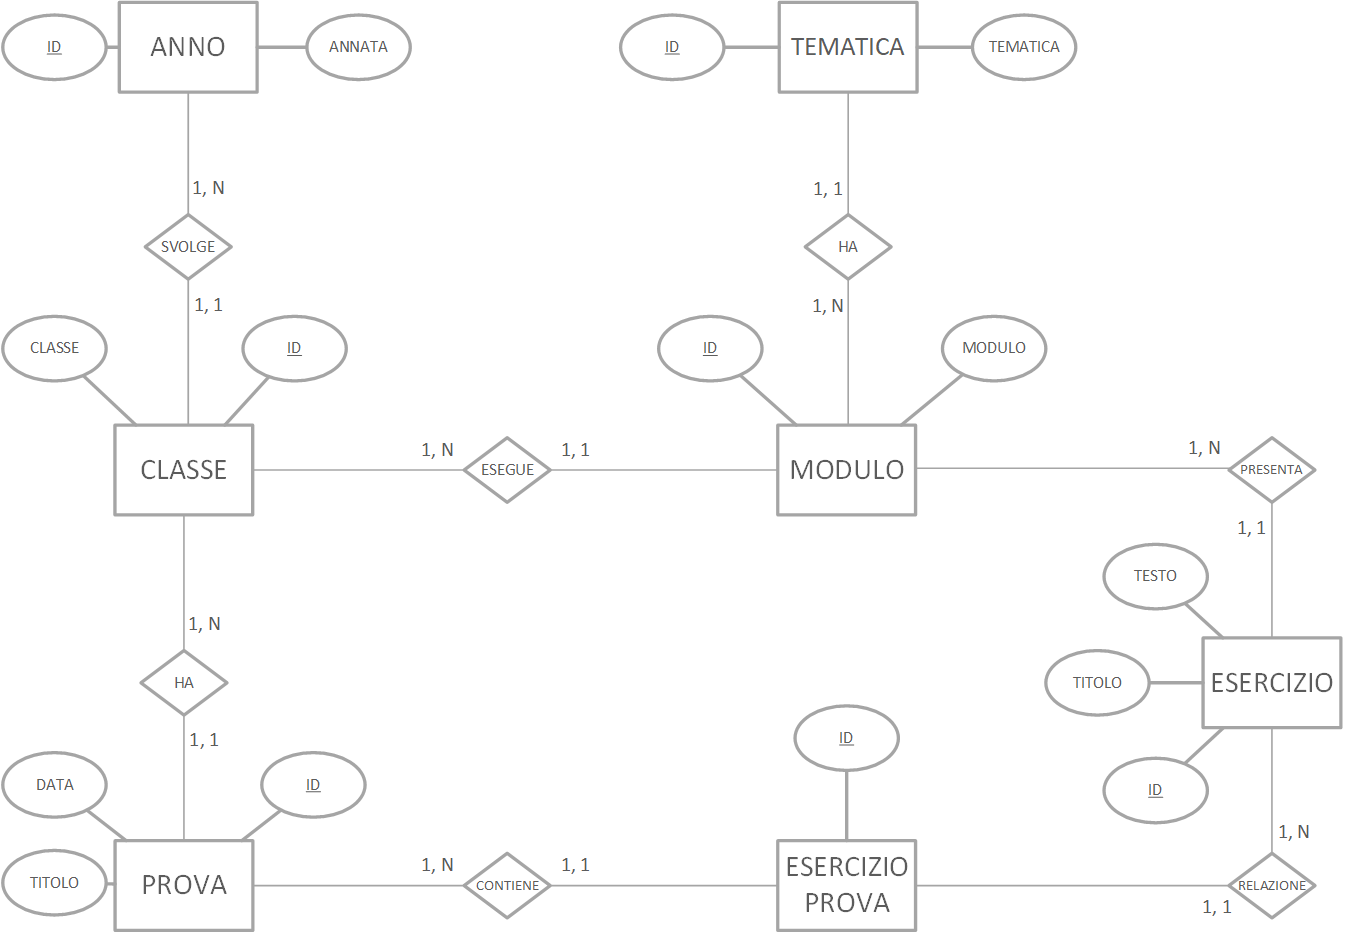 ID
ANNO
ANNATA
ID
TEMATICA
TEMATICA
1, N
1, 1
SVOLGE
HA
1, 1
1, N
CLASSE
ID
ID
MODULO
CLASSE
1, N
ESEGUE
1, 1
MODULO
1, N
PRESENTA
1, 1
TESTO
1, N
HA
TITOLO
ESERCIZIO
1, 1
ID
DATA
ID
ID
1, N
PROVA
TITOLO
1, N
CONTIENE
1, 1
ESERCIZIO
PROVA
RELAZIONE
1, 1